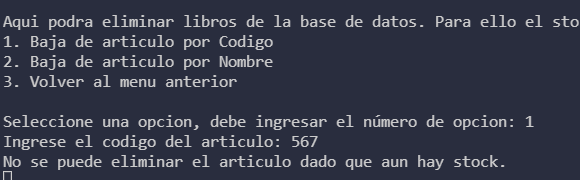 Aqui podra eliminar libros de la base de datos. Para ello el sto
1. Baja de articulo por Codigo
2. Baja de articulo por Nombre
3. Volver al menu anterior
Seleccione una opcion, debe ingresar el número de opcion: 1
Ingrese el codigo del articulo: 567
No se puede eliminar el articulo dado que aun hay stock.